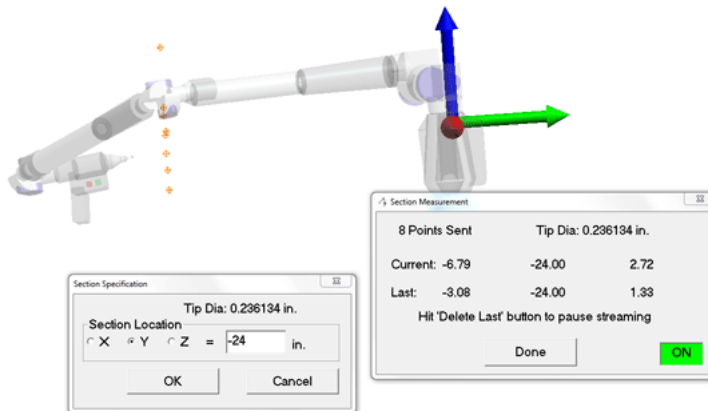 Section Measurement
8 Points Sent Tip Dia: 0.236134 in.
Current: -6.79 -24.00 2.72
Last: -3.08 -24.00 1.33
Hit 'Delete Last' button to pause streaming
Done ON
Section Specification
Tip Dia: 0.236134 in.
Section Location
X Y Z = -24 in.
OK Cancel